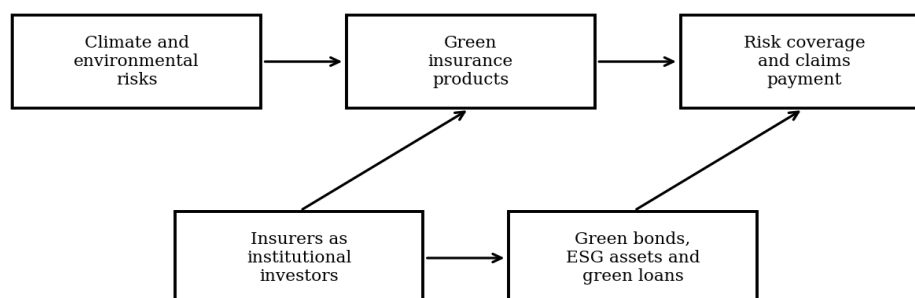 Climate and
environmental
risks
Green
insurance
products
Risk coverage
and claims
payment
Insurers as
institutional
investors
Green bonds,
ESG assets and
green loans